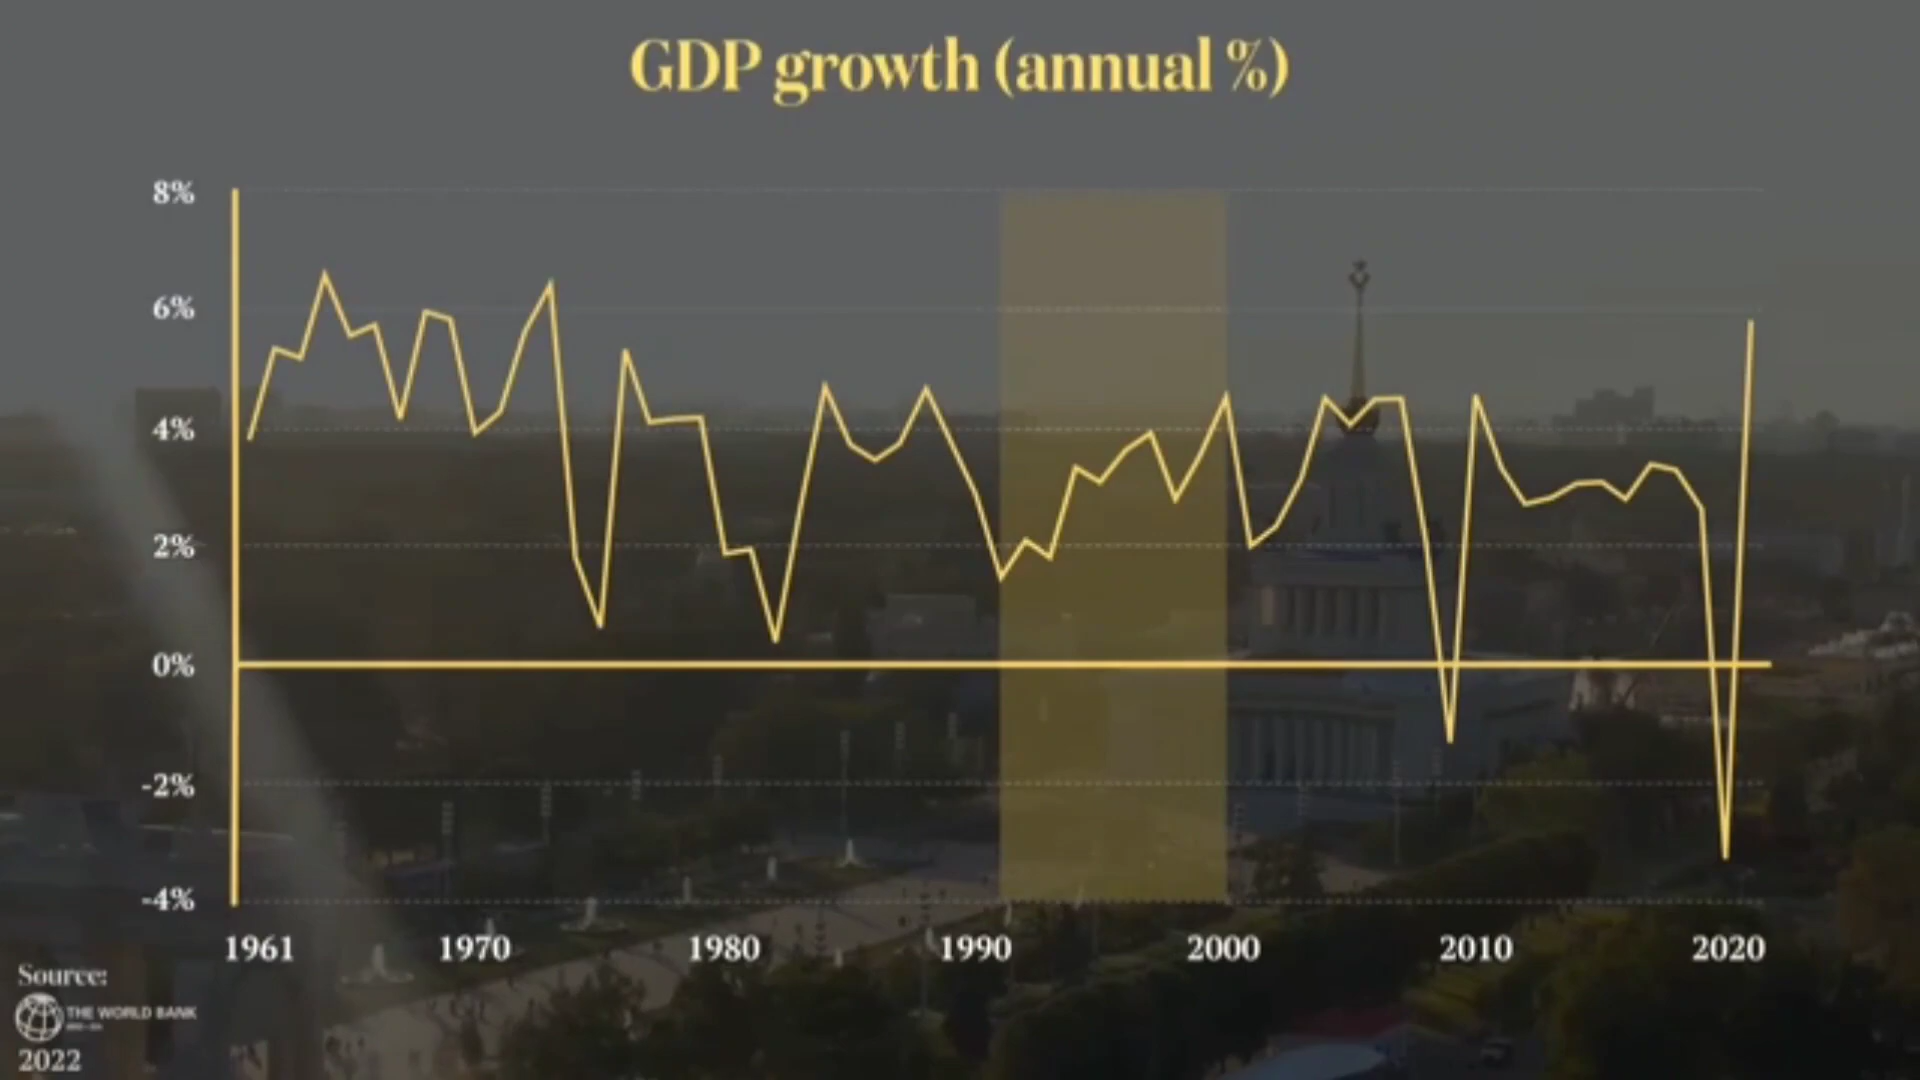 GDP growth (annual %)
8%
6%
4%
2%
0%
-2%
-4%
1961 1970 1980 1990 2000 2010 2020
Source:
THE WORLD BANK
2022